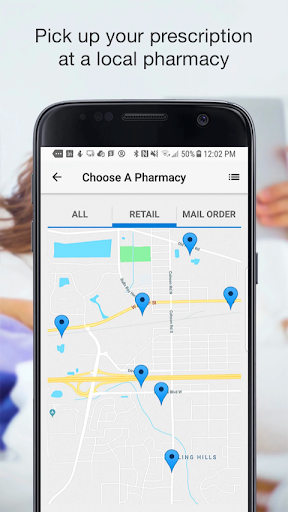 Pick up your prescription
at a local pharmacy
50% 12:02 PM
Choose A Pharmacy
ALL RETAIL MAIL ORDER
Blvd W
LING HILLS